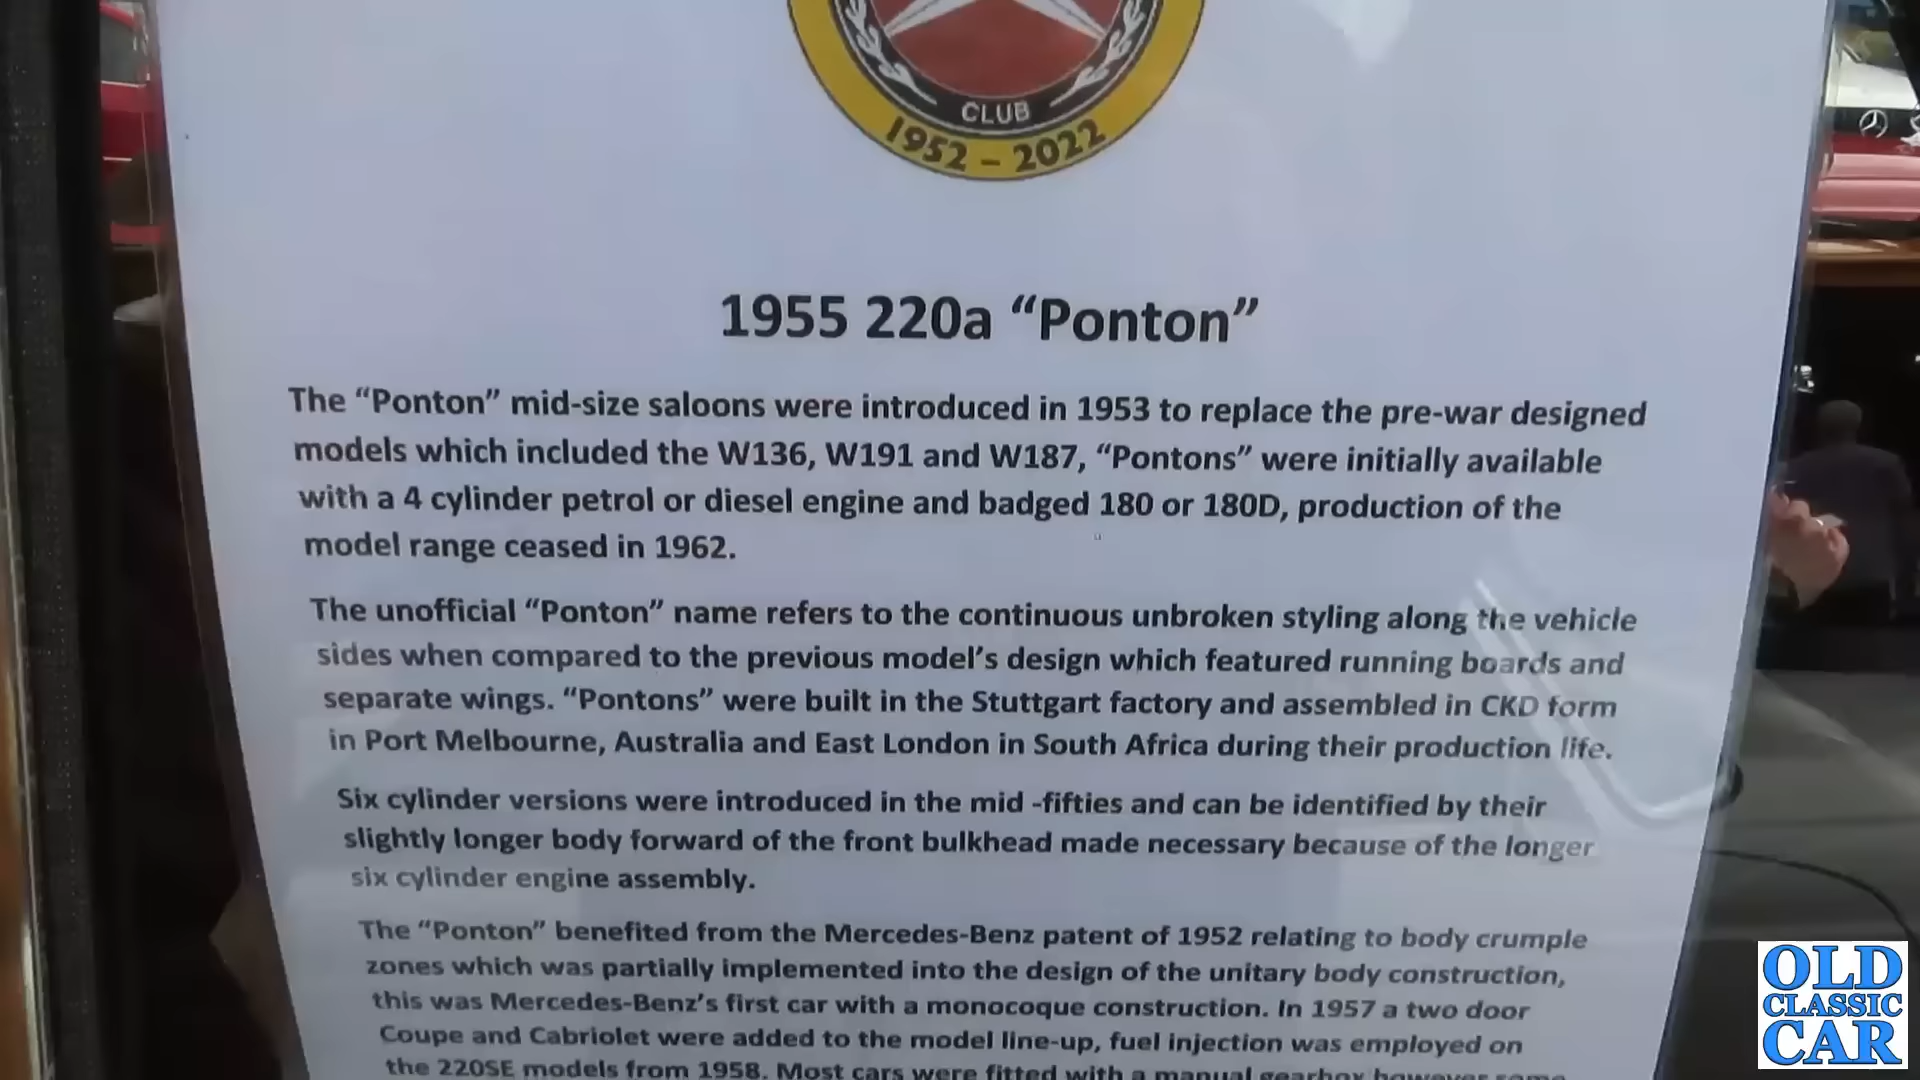 CLUB
1952 – 2022
1955 220a “Ponton”
The “Ponton” mid-size saloons were introduced in 1953 to replace the pre-war designed
models which included the W136, W191 and W187, “Pontons” were initially available
with a 4 cylinder petrol or diesel engine and badged 180 or 180D, production of the
model range ceased in 1962.
The unofficial “Ponton” name refers to the continuous unbroken styling along the vehicle
sides when compared to the previous model’s design which featured running boards and
separate wings. “Pontons” were built in the Stuttgart factory and assembled in CKD form
in Port Melbourne, Australia and East London in South Africa during their production life.
Six cylinder versions were introduced in the mid -fifties and can be identified by their
slightly longer body forward of the front bulkhead made necessary because of the longer
six cylinder engine assembly.
The “Ponton” benefited from the Mercedes-Benz patent of 1952 relating to body crumple
zones which was partially implemented into the design of the unitary body construction,
this was Mercedes-Benz’s first car with a monocoque construction. In 1957 a two door
Coupe and Cabriolet were added to the model line-up, fuel injection was employed on
the 220SE models from 1958. Most cars were fitted with a manual gearbox however some
OLD
CLASSIC
CAR